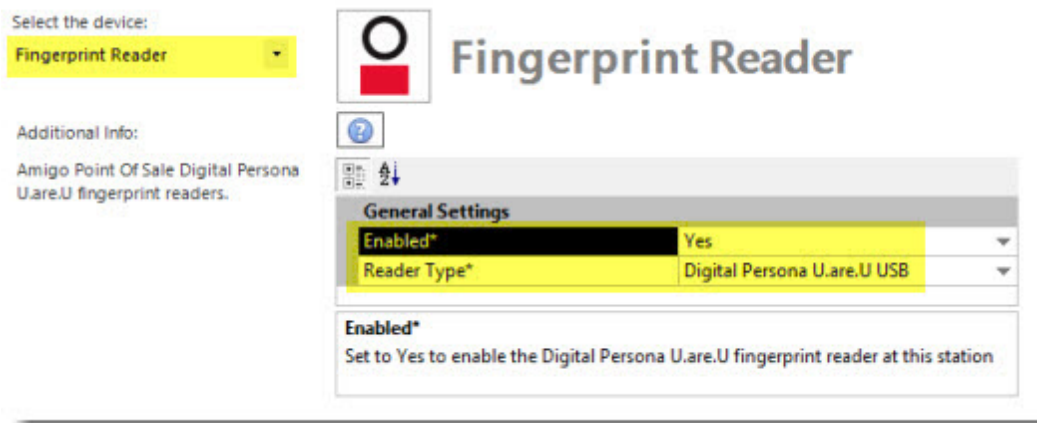 Select the device:
Fingerprint Reader
Fingerprint Reader
Additional Info:
Amigo Point Of Sale Digital Persona
U.are.U fingerprint readers.
General Settings
Enabled* Yes
Reader Type* Digital Persona U.are.U USB
Enabled*
Set to Yes to enable the Digital Persona U.are.U fingerprint reader at this station